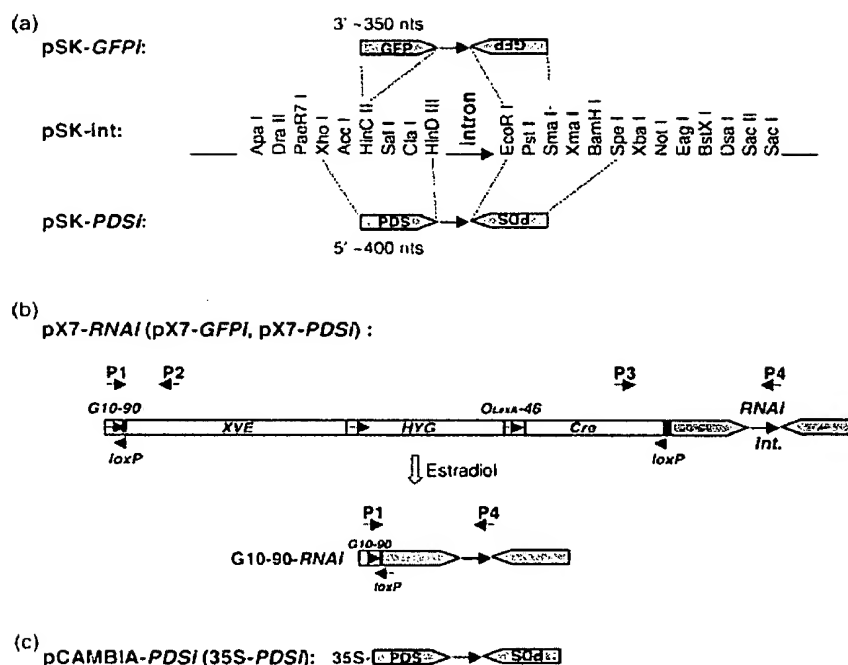 (a)
3' ~350 nts
pSK-GFPi:
GFP
GFP
pSK-int:
Apa I
Dra II
PacR7 I
Xho I
Acc I
HinC II
Sal I
Cla I
HinD III
Intron
EcoR I
Pst I
Sma I
Xma I
BamH I
Spe I
Xba I
Not I
Eag I
BstX I
Dsa I
Sac II
Sac I
pSK-PDSi:
PDS
PDS
5' ~400 nts
(b)
pX7-RNAi (pX7-GFPi, pX7-PDSi) :
P1 P2 P3 P4
G10-90 OLexA-46 RNAi
XVE HYG Cre
loxP loxP Int.
Estradiol
P1 P4
G10-90
G10-90-RNAi
loxP
(c)
pCAMBIA-PDSi (35S-PDSi): 35S- PDS PDS